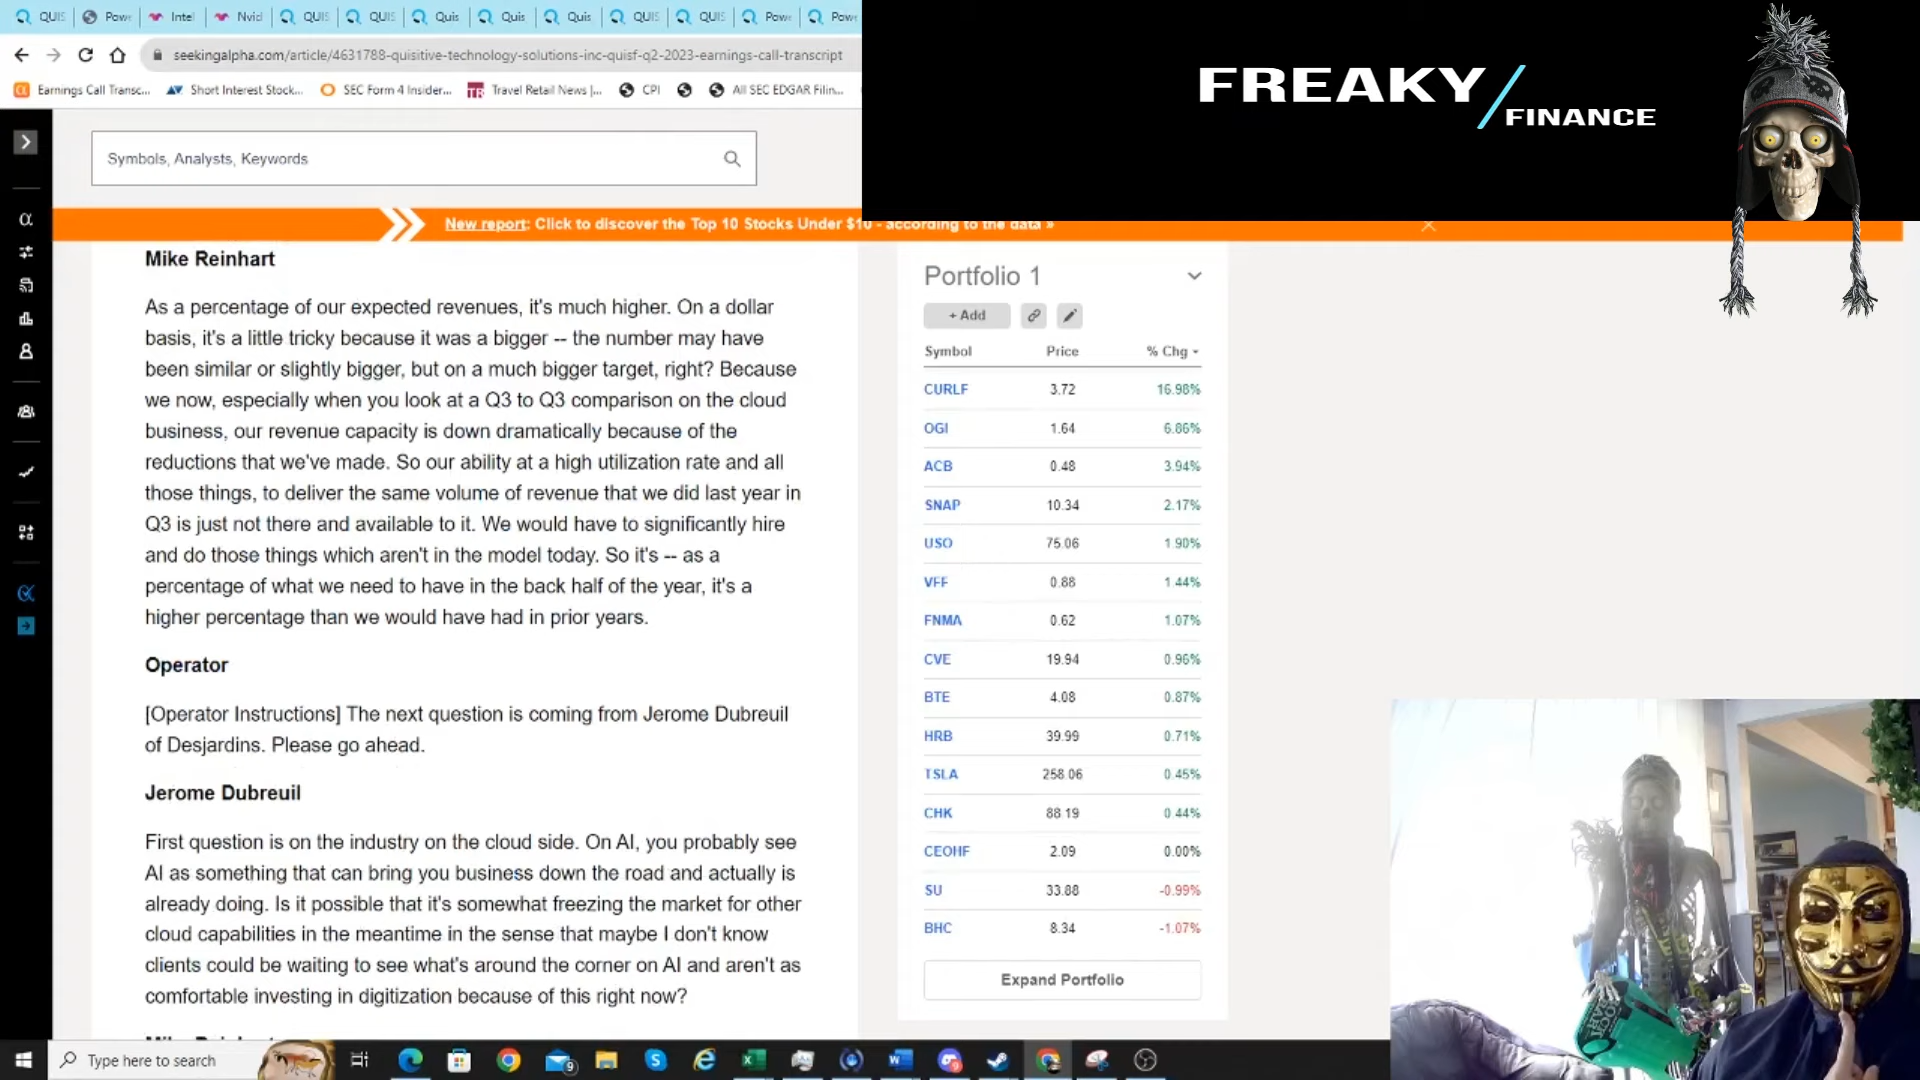 QUIS
Powe
Intel
Nvid
QUIS
QUIS
Quis
Quis
Quis
QUIS
QUIS
Powe
Powe
seekingalpha.com/article/4631788-quisitive-technology-solutions-inc-quisf-q2-2023-earnings-call-transcript
Earnings Call Transc...
Short Interest Stock...
SEC Form 4 Insider...
Travel Retail News |...
CPI
All SEC EDGAR Filin...
FREAKY/
FINANCE
Symbols, Analysts, Keywords
New report: Click to discover the Top 10 Stocks Under $10 - according to the data »
Mike Reinhart
As a percentage of our expected revenues, it's much higher. On a dollar
basis, it's a little tricky because it was a bigger -- the number may have
been similar or slightly bigger, but on a much bigger target, right? Because
we now, especially when you look at a Q3 to Q3 comparison on the cloud
business, our revenue capacity is down dramatically because of the
reductions that we've made. So our ability at a high utilization rate and all
those things, to deliver the same volume of revenue that we did last year in
Q3 is just not there and available to it. We would have to significantly hire
and do those things which aren't in the model today. So it's -- as a
percentage of what we need to have in the back half of the year, it's a
higher percentage than we would have had in prior years.
Operator
[Operator Instructions] The next question is coming from Jerome Dubreuil
of Desjardins. Please go ahead.
Jerome Dubreuil
First question is on the industry on the cloud side. On AI, you probably see
AI as something that can bring you business down the road and actually is
already doing. Is it possible that it's somewhat freezing the market for other
cloud capabilities in the meantime in the sense that maybe I don't know
clients could be waiting to see what's around the corner on AI and aren't as
comfortable investing in digitization because of this right now?
Portfolio 1
+ Add
Symbol Price % Chg
CURLF 3.72 16.98%
OGI 1.64 6.86%
ACB 0.48 3.94%
SNAP 10.34 2.17%
USO 75.06 1.90%
VFF 0.88 1.44%
FNMA 0.62 1.07%
CVE 19.94 0.96%
BTE 4.08 0.87%
HRB 39.99 0.71%
TSLA 258.06 0.45%
CHK 88.19 0.44%
CEOHF 2.09 0.00%
SU 33.88 -0.99%
BHC 8.34 -1.07%
Expand Portfolio
Type here to search
9